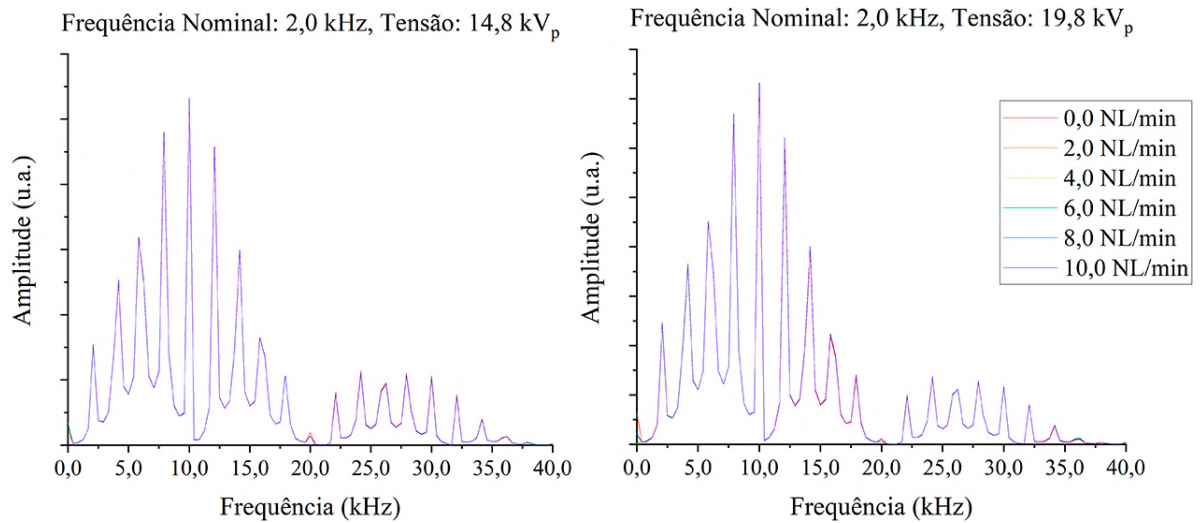 Frequência Nominal: 2,0 kHz, Tensão: 14,8 kVp
Amplitude (u.a.)
0,0 5,0 10,0 15,0 20,0 25,0 30,0 35,0 40,0
Frequência (kHz)
Frequência Nominal: 2,0 kHz, Tensão: 19,8 kVp
Amplitude (u.a.)
0,0 NL/min
2,0 NL/min
4,0 NL/min
6,0 NL/min
8,0 NL/min
10,0 NL/min
0,0 5,0 10,0 15,0 20,0 25,0 30,0 35,0 40,0
Frequência (kHz)